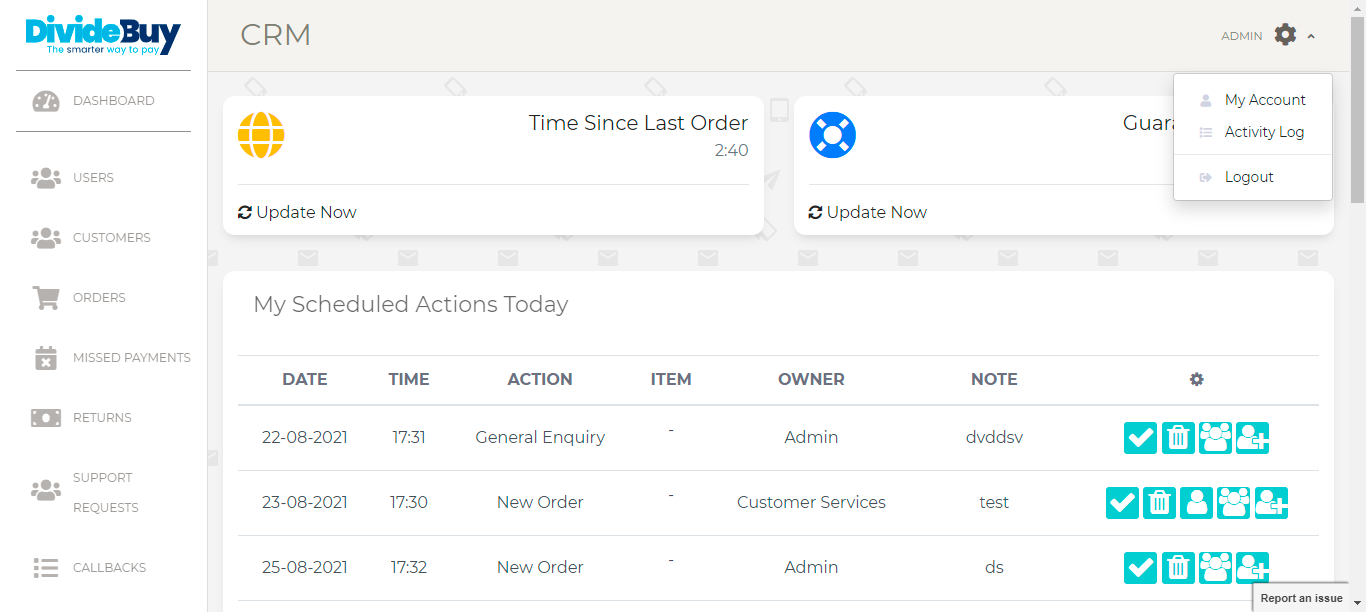 DivideBuy
The smarter way to pay
DASHBOARD
USERS
CUSTOMERS
ORDERS
MISSED PAYMENTS
RETURNS
SUPPORT
REQUESTS
CALLBACKS
CRM
ADMIN
My Account
Activity Log
Logout
Time Since Last Order
2:40
Update Now
Update Now
My Scheduled Actions Today
DATE TIME ACTION ITEM OWNER NOTE
22-08-2021 17:31 General Enquiry - Admin dvddsv
23-08-2021 17:30 New Order - Customer Services test
25-08-2021 17:32 New Order - Admin ds
Report an issue